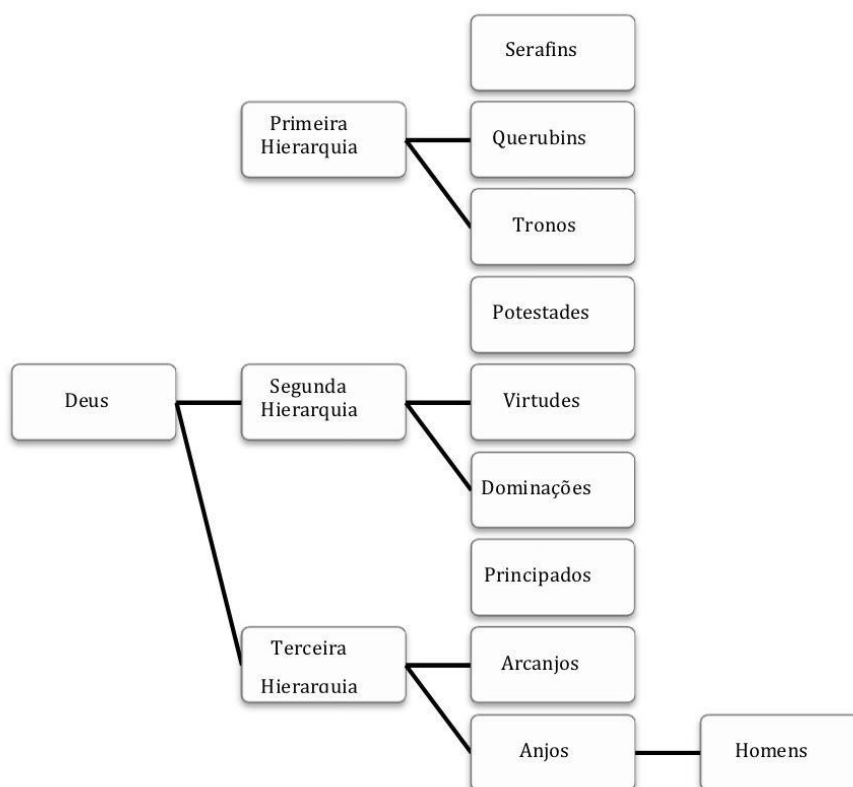 Serafins
Primeira
Hierarquia
Querubins
Tronos
Potestades
Deus
Segunda
Hierarquia
Virtudes
Dominações
Principados
Terceira
Hierarquia
Arcanjos
Anjos
Homens